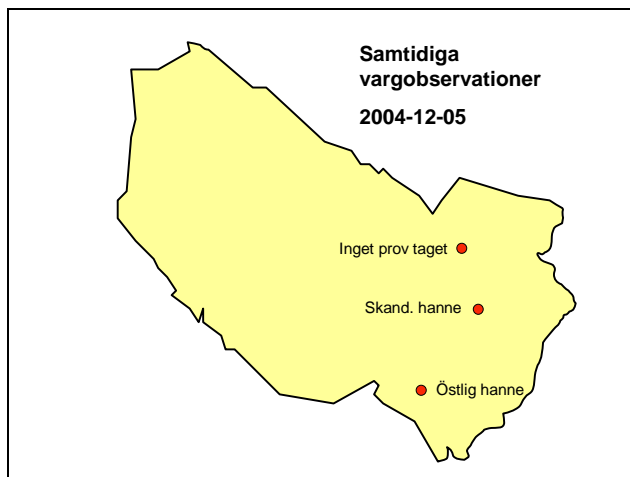 Samtidiga
vargobservationer
2004-12-05
Inget prov taget
Skand. hanne
Östlig hanne